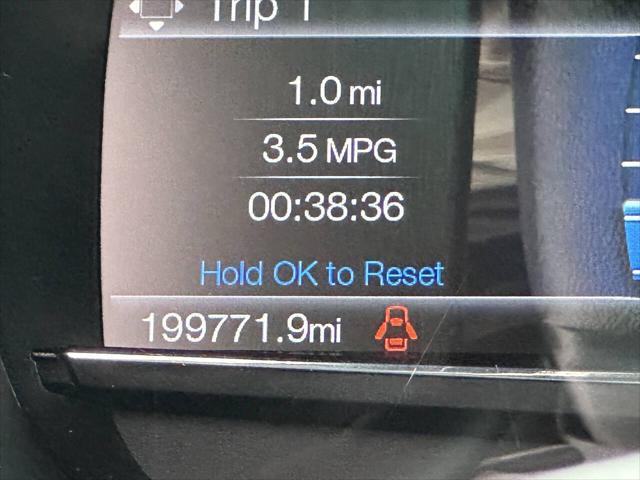 Trip 1
1.0 mi
3.5 MPG
00:38:36
Hold OK to Reset
199771.9mi